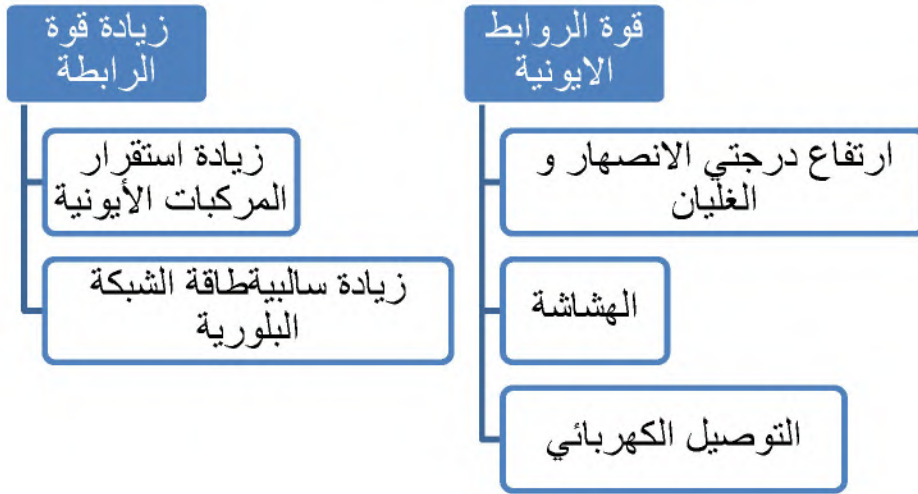 قوة الروابط
الايونية
ارتفاع درجتي الانصهار و
الغليان
الهشاشة
التوصيل الكهربائي
زيادة قوة
الرابطة
زيادة استقرار
المركبات الأيونية
زيادة سالبيةطاقة الشبكة
البلورية